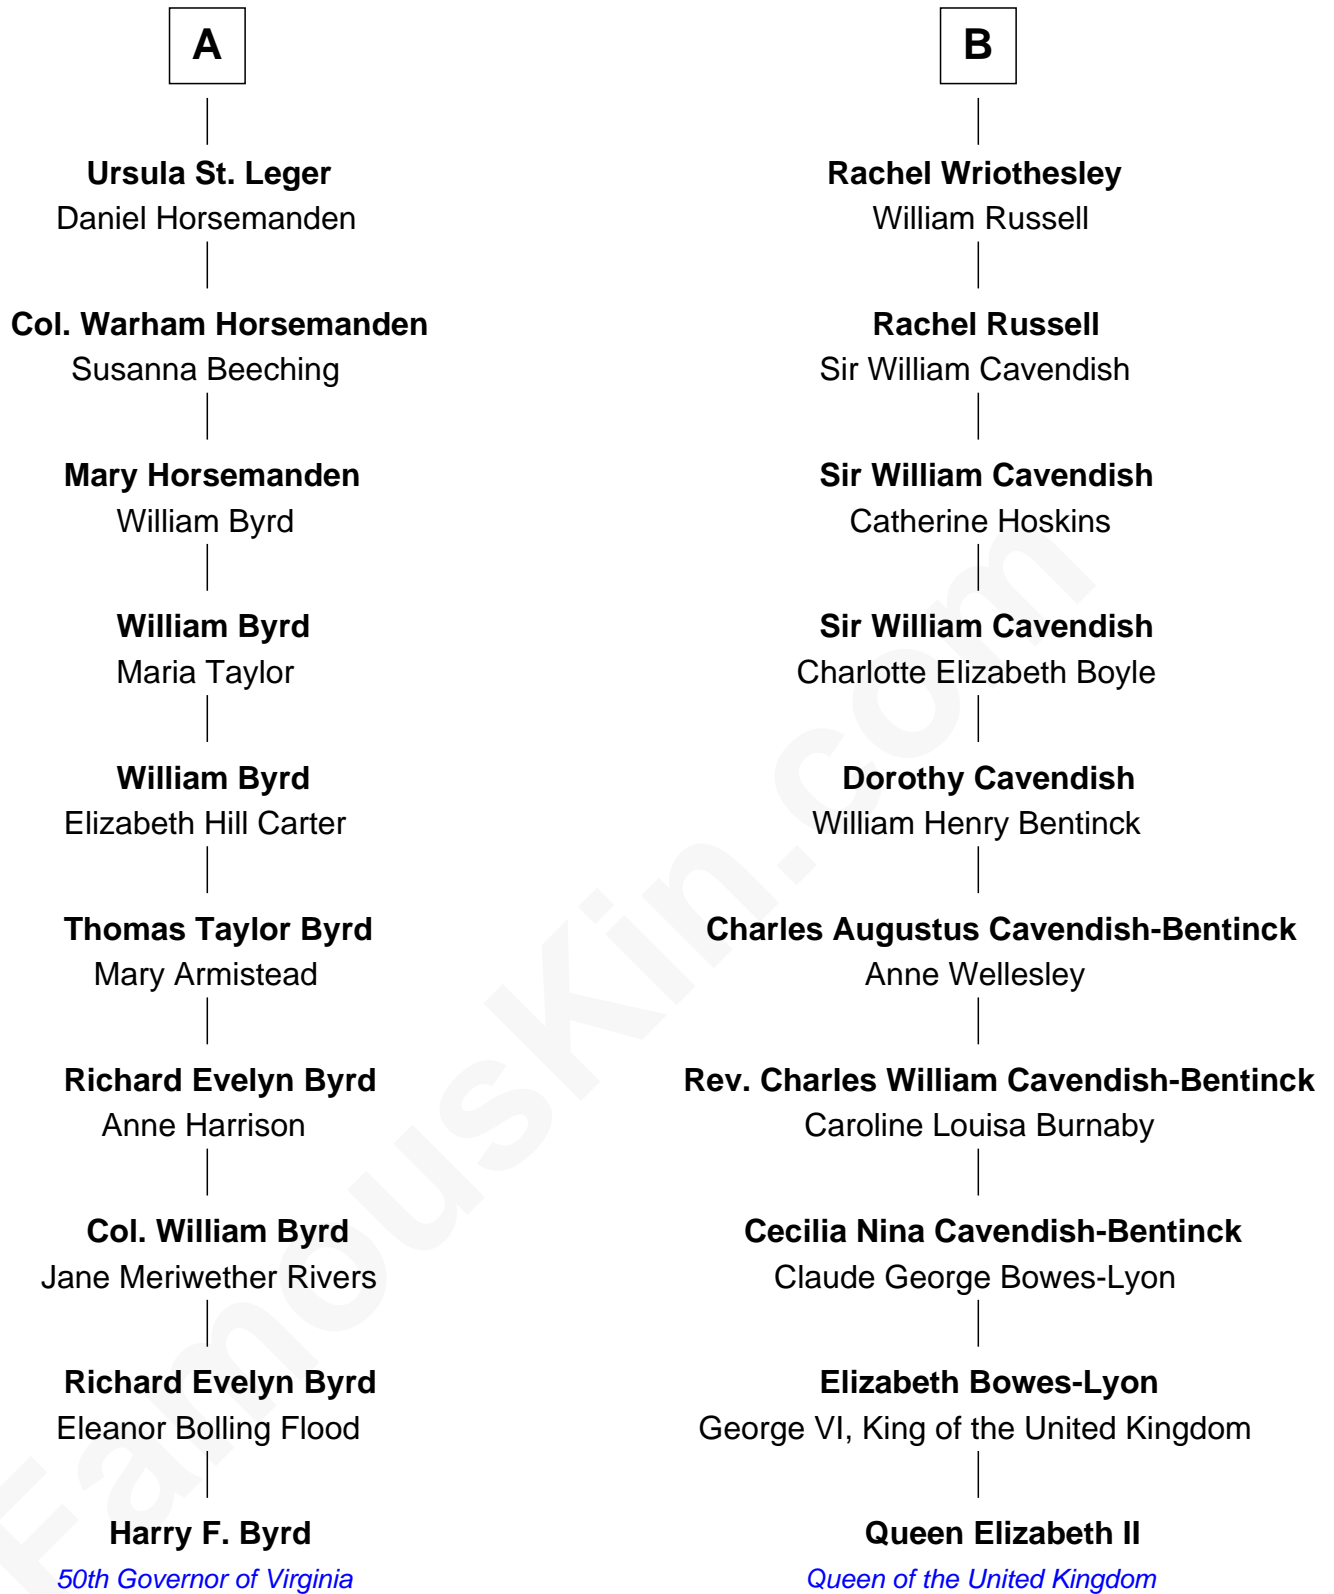 A
Ursula St. Leger
Daniel Horsemanden
Col. Warham Horsemanden
Susanna Beeching
Mary Horsemanden
William Byrd
William Byrd
Maria Taylor
William Byrd
Elizabeth Hill Carter
Thomas Taylor Byrd
Mary Armistead
Richard Evelyn Byrd
Anne Harrison
Col. William Byrd
Jane Meriwether Rivers
Richard Evelyn Byrd
Eleanor Bolling Flood
Harry F. Byrd
50th Governor of Virginia
B
Rachel Wriothesley
William Russell
Rachel Russell
Sir William Cavendish
Sir William Cavendish
Catherine Hoskins
Sir William Cavendish
Charlotte Elizabeth Boyle
Dorothy Cavendish
William Henry Bentinck
Charles Augustus Cavendish-Bentinck
Anne Wellesley
Rev. Charles William Cavendish-Bentinck
Caroline Louisa Burnaby
Cecilia Nina Cavendish-Bentinck
Claude George Bowes-Lyon
Elizabeth Bowes-Lyon
George VI, King of the United Kingdom
Queen Elizabeth II
Queen of the United Kingdom
FamousKin.com